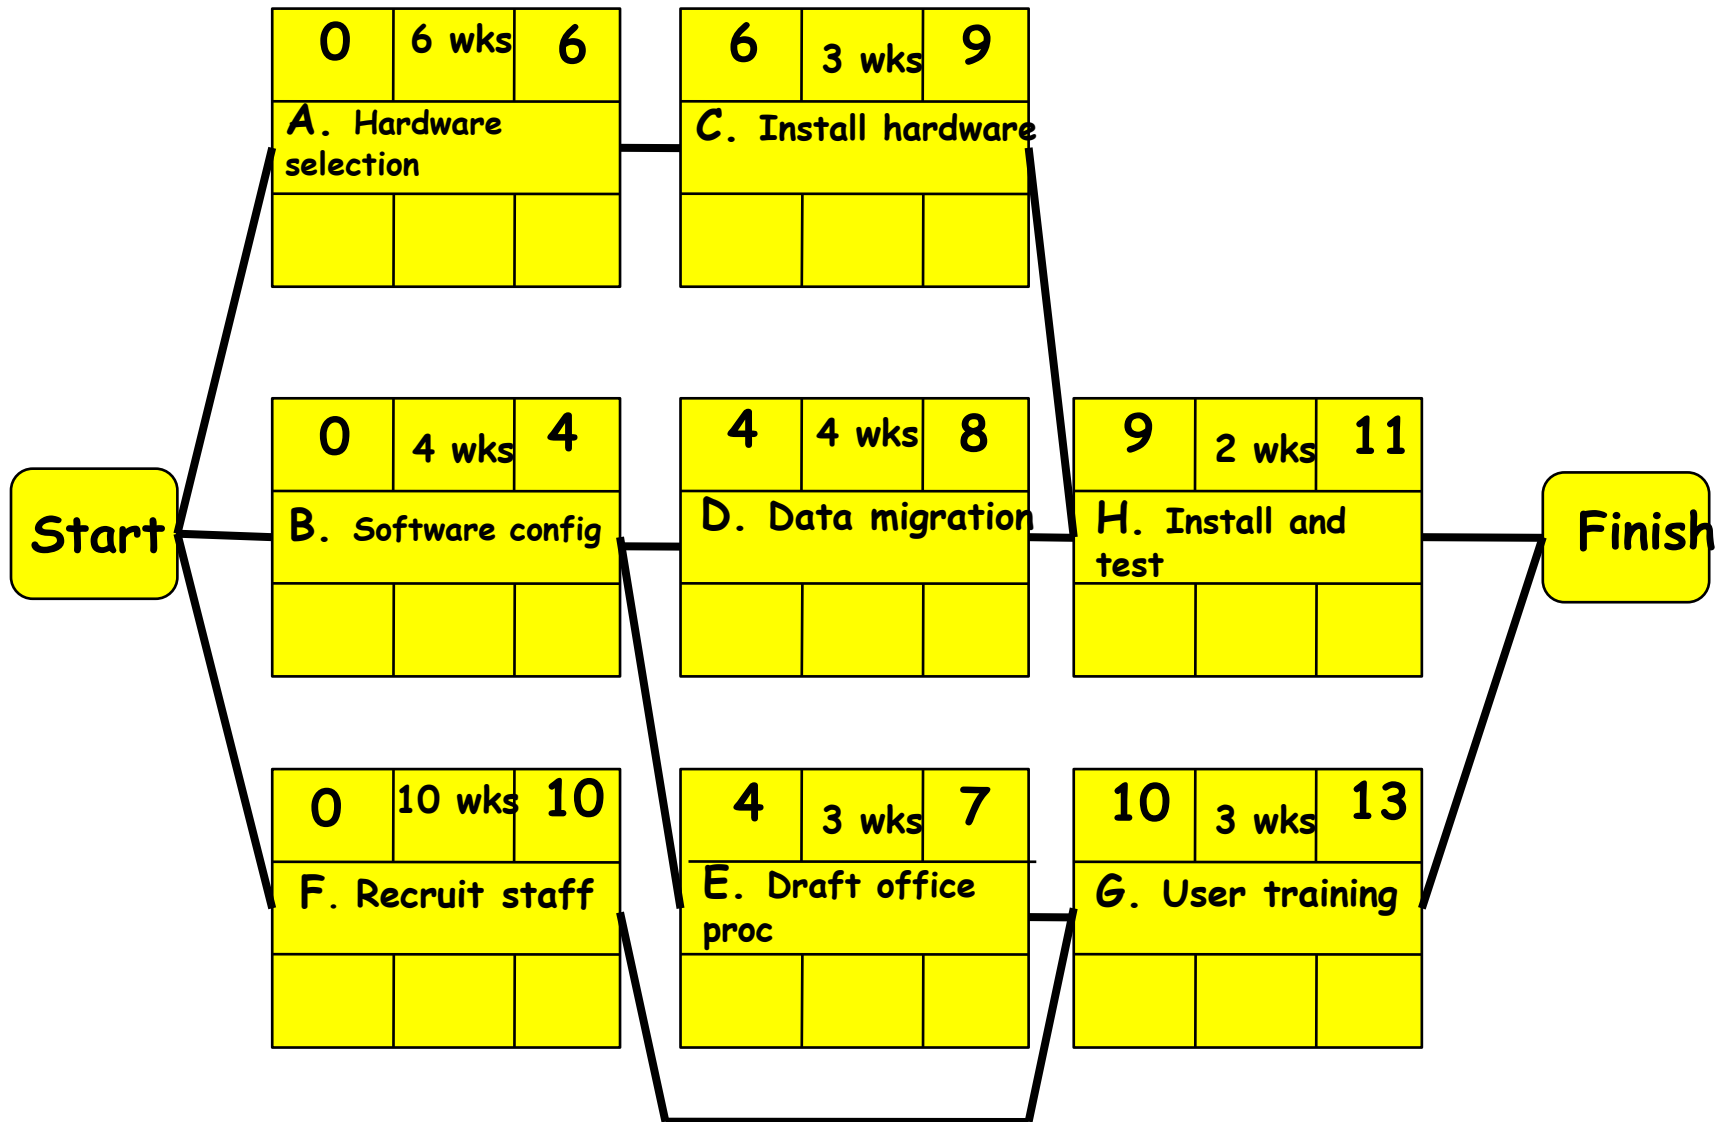 0 6 wks 6
A. Hardware
selection
6 3 wks 9
C. Install hardware
Start
0 4 wks 4
B. Software config
4 4 wks 8
D. Data migration
9 2 wks 11
H. Install and
test
Finish
0 10 wks 10
F. Recruit staff
4 3 wks 7
E. Draft office
proc
10 3 wks 13
G. User training